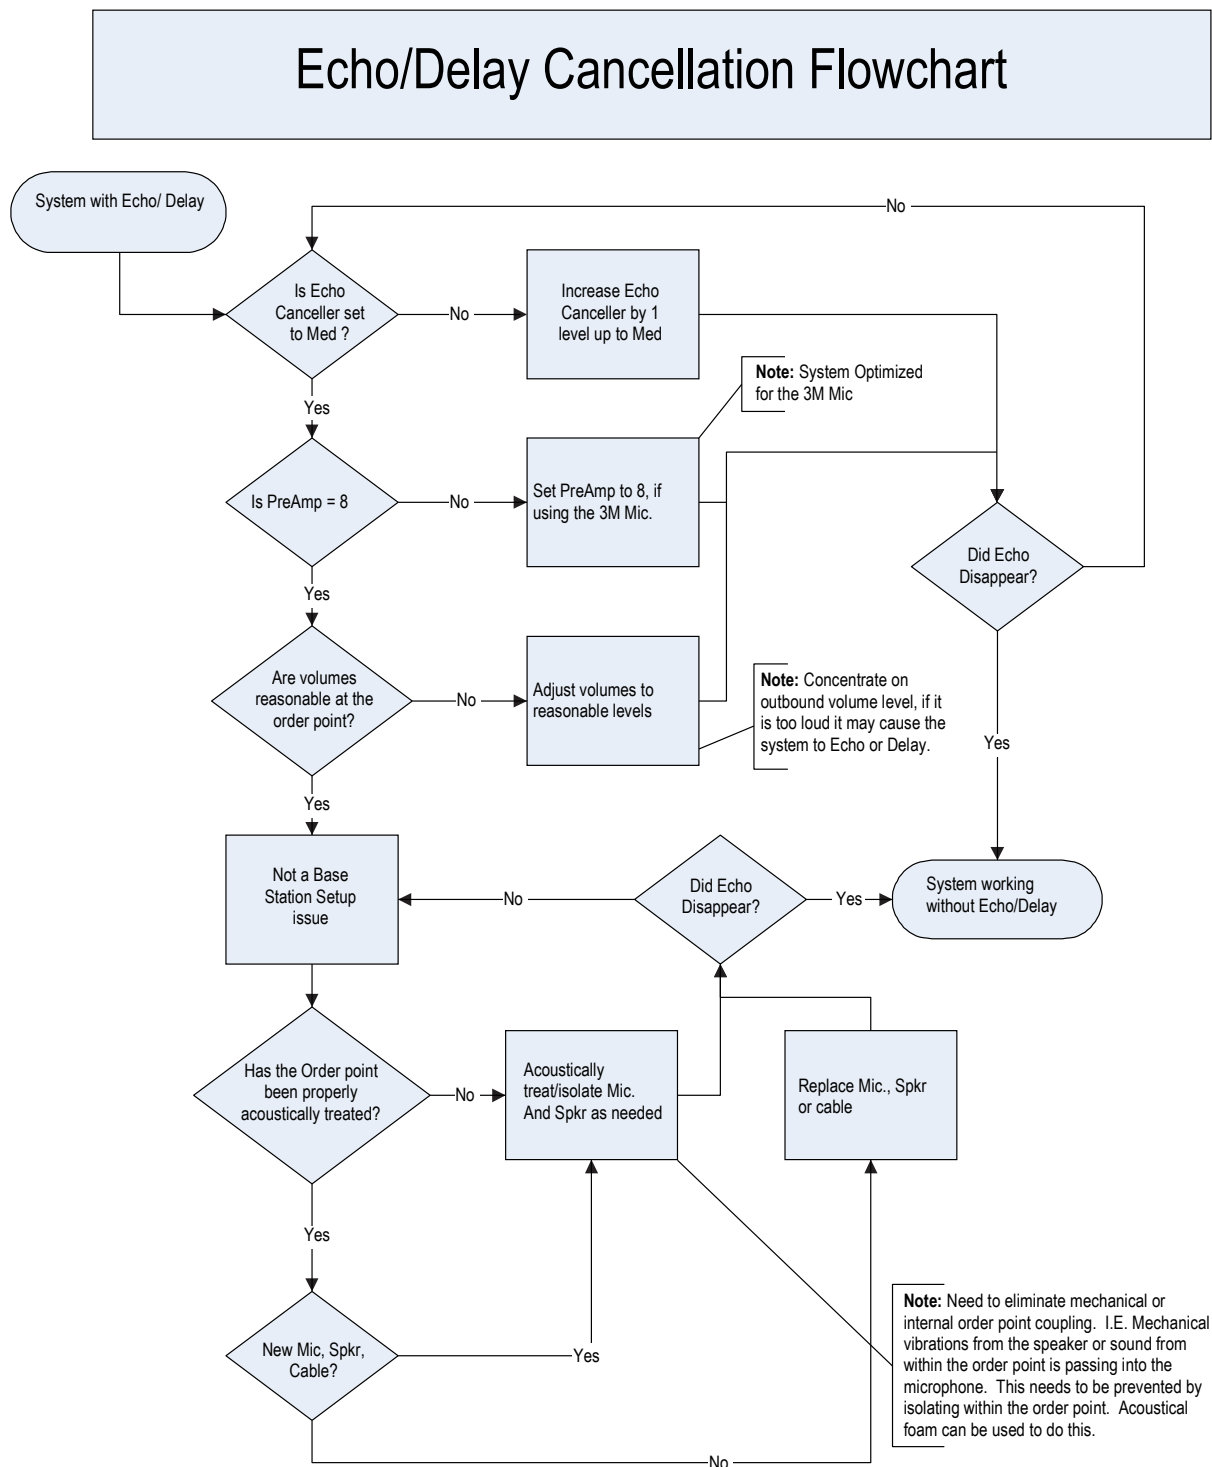 Echo/Delay Cancellation Flowchart
System with Echo/ Delay
No
Is Echo
Canceller set
to Med ?
No
Increase Echo
Canceller by 1
level up to Med
Note: System Optimized
for the 3M Mic
Yes
Is PreAmp = 8
No
Set PreAmp to 8, if
using the 3M Mic.
Did Echo
Disappear?
Yes
Are volumes
reasonable at the
order point?
No
Adjust volumes to
reasonable levels
Note: Concentrate on
outbound volume level, if it
is too loud it may cause the
system to Echo or Delay.
Yes
Yes
Not a Base
Station Setup
issue
No
Did Echo
Disappear?
Yes
System working
without Echo/Delay
Has the Order point
been properly
acoustically treated?
No
Acoustically
treat/isolate Mic.
And Spkr as needed
Replace Mic., Spkr
or cable
Yes
New Mic, Spkr,
Cable?
Yes
Note: Need to eliminate mechanical or
internal order point coupling. I.E. Mechanical
vibrations from the speaker or sound from
within the order point is passing into the
microphone. This needs to be prevented by
isolating within the order point. Acoustical
foam can be used to do this.
No